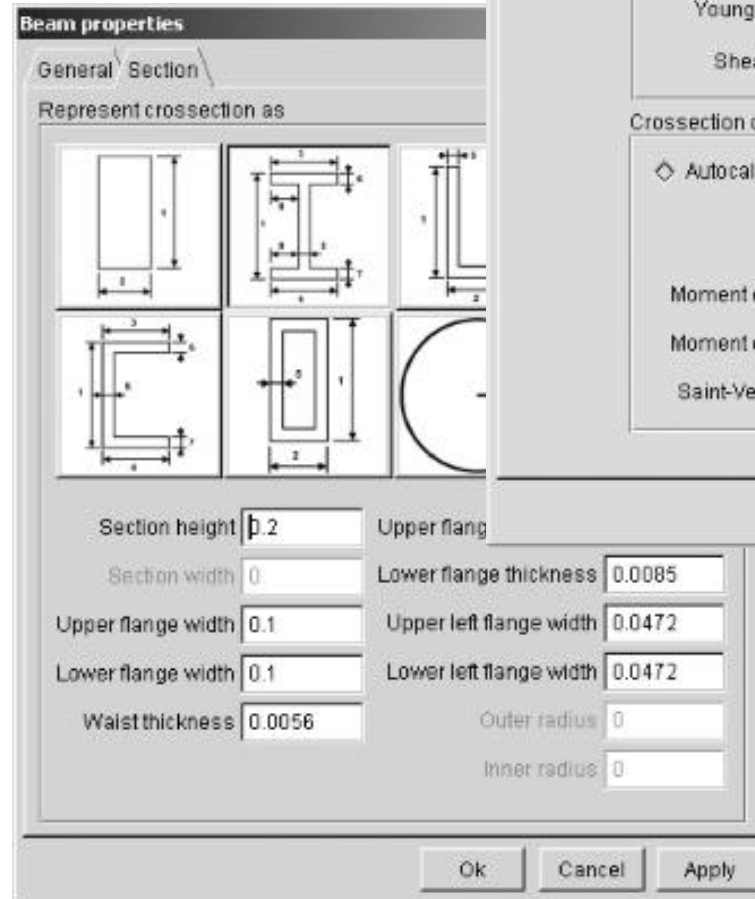 Beam properties
General Section
Represent crossection as
Section height 0.2
Section width 0
Upper flange width 0.1
Lower flange width 0.1
Waist thickness 0.0056
Upper flang
Lower flange thickness 0.0085
Upper left flange width 0.0472
Lower left flange width 0.0472
Outer radius 0
Inner radius 0
Ok Cancel Apply
Young
Shea
Crossection
Autocal
Moment
Moment
Saint-Ve